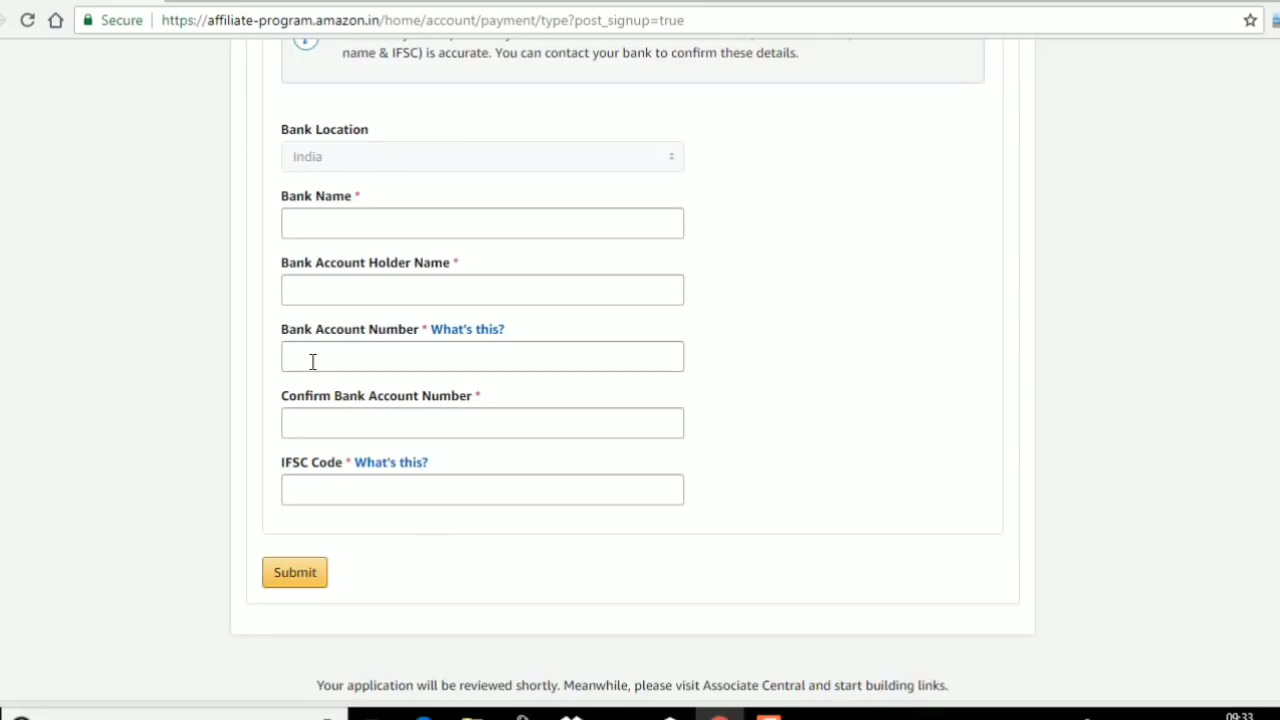 Secure
https://affiliate-program.amazon.in/home/account/payment/type?post_signup=true
name & IFSC) is accurate. You can contact your bank to confirm these details.
Bank Location
India
Bank Name *
Bank Account Holder Name *
Bank Account Number * What's this?
Confirm Bank Account Number *
IFSC Code * What's this?
Submit
Your application will be reviewed shortly. Meanwhile, please visit Associate Central and start building links.
09:33